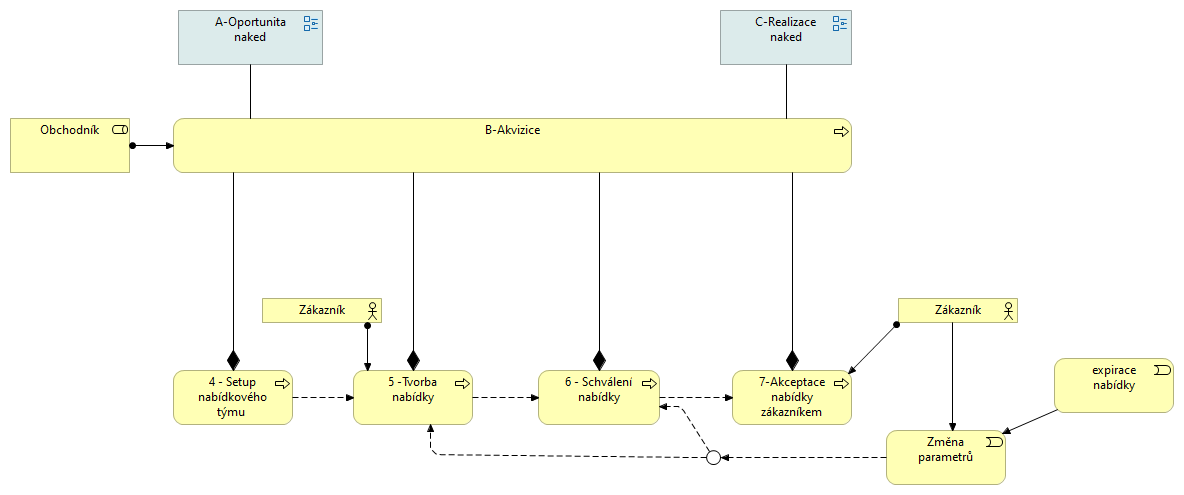 A-Oportunita
naked
C-Realizace
naked
Obchodník
B-Akvizice
Zákazník
Zákazník
4 - Setup
nabídkového
týmu
5 -Tvorba
nabídky
6 - Schválení
nabídky
7-Akceptace
nabídky
zákazníkem
expirace
nabídky
Změna
parametrů